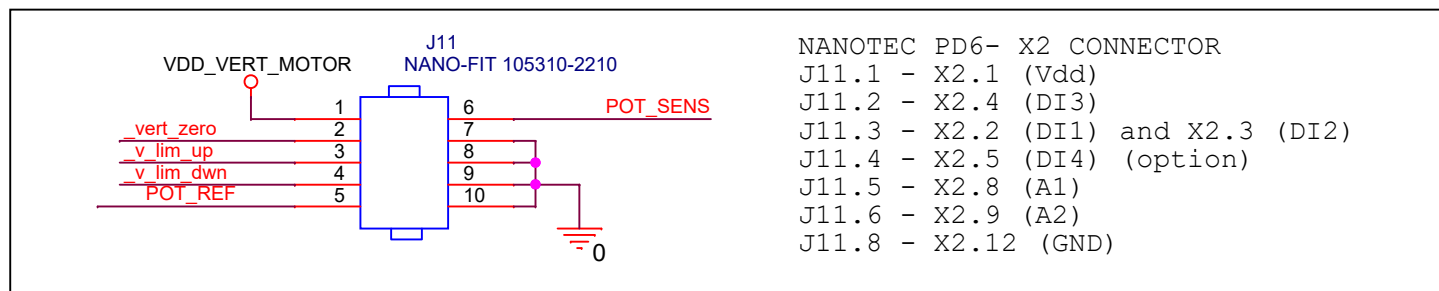 J11
VDD_VERT_MOTOR NANO-FIT 105310-2210
1 6 POT_SENS
_vert_zero 2 7
_v_lim_up 3 8
_v_lim_dwn 4 9
POT_REF 5 10
0
NANOTEC PD6- X2 CONNECTOR
J11.1 - X2.1 (Vdd)
J11.2 - X2.4 (DI3)
J11.3 - X2.2 (DI1) and X2.3 (DI2)
J11.4 - X2.5 (DI4) (option)
J11.5 - X2.8 (A1)
J11.6 - X2.9 (A2)
J11.8 - X2.12 (GND)